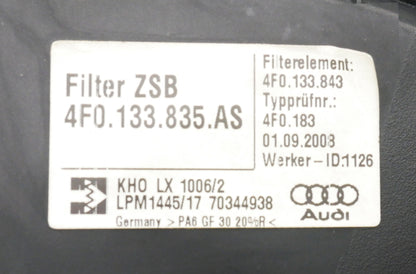 Filter ZSB
4F0.133.835.AS
Filterelement:
4F0.133.843
Typprüfnr.:
4F0.183
01.09.2008
Werker-ID:1126
KHO LX 1006/2
LPM1445/17 70344938
Germany >PA6 GF 30 20%R<
Audi